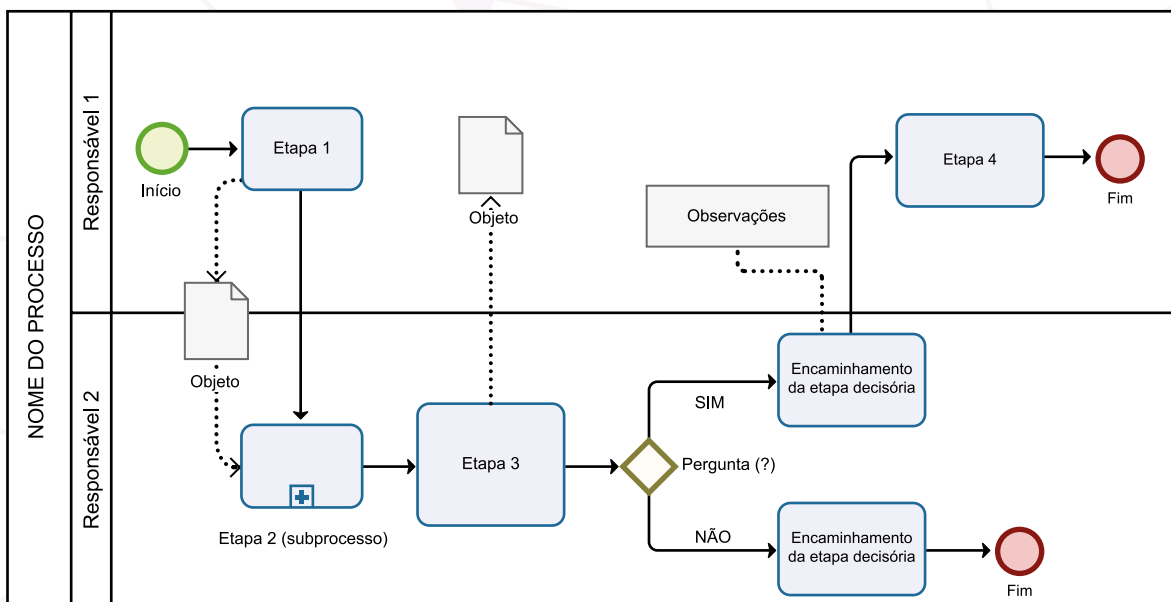 NOME DO PROCESSO
Responsável 1
Início
Etapa 1
Objeto
Observações
Etapa 4
Fim
Responsável 2
Objeto
Etapa 2 (subprocesso)
Etapa 3
Pergunta (?)
SIM
Encaminhamento
da etapa decisória
NÃO
Encaminhamento
da etapa decisória
Fim